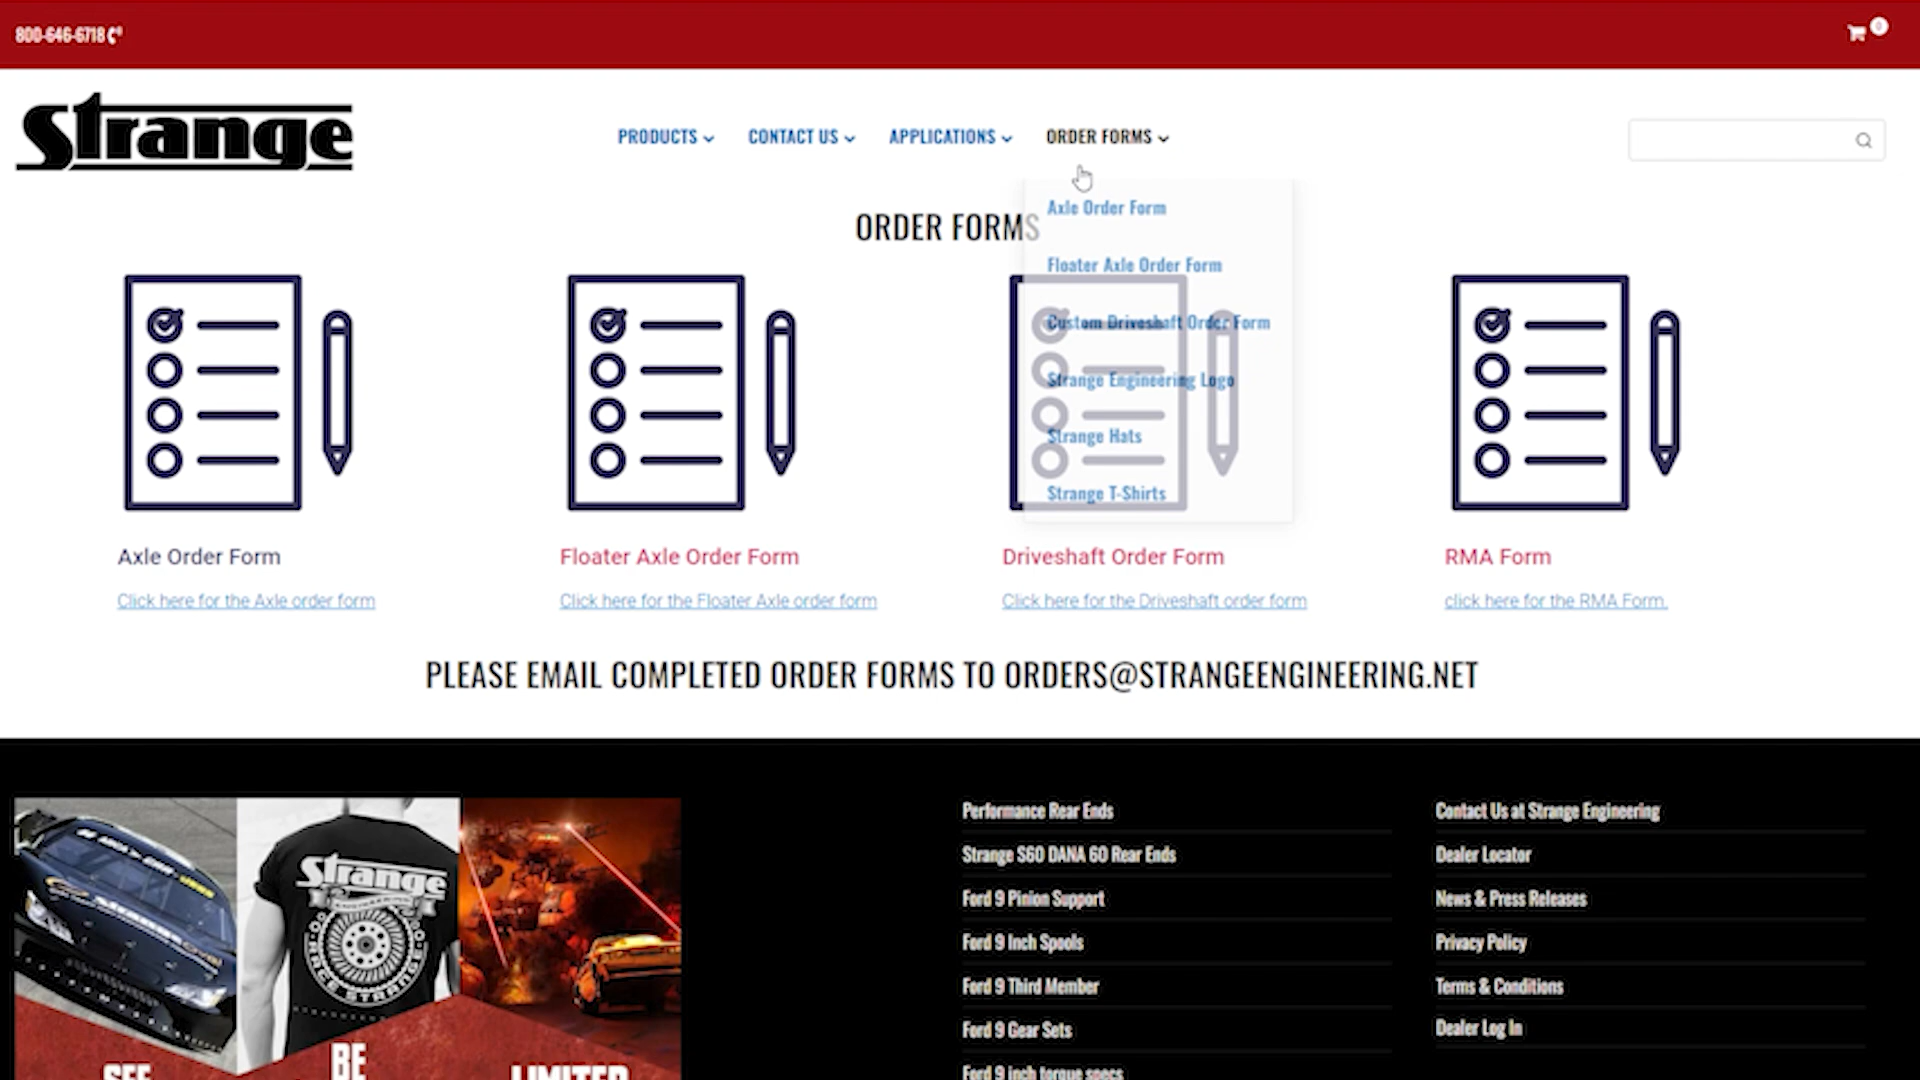 800-646-6718
0
Strange
PRODUCTS CONTACT US APPLICATIONS ORDER FORMS
ORDER FORMS
Axle Order Form
Floater Axle Order Form
Custom Driveshaft Order Form
Strange Engineering Logo
Strange Hats
Strange T-Shirts
Axle Order Form
Click here for the Axle order form
Floater Axle Order Form
Click here for the Floater Axle order form
Driveshaft Order Form
Click here for the Driveshaft order form
RMA Form
click here for the RMA Form.
PLEASE EMAIL COMPLETED ORDER FORMS TO ORDERS@STRANGEENGINEERING.NET
Strange
RACE STRANGE
SEE
BE
LIMITED
Performance Rear Ends
Strange S60 DANA 60 Rear Ends
Ford 9 Pinion Support
Ford 9 Inch Spools
Ford 9 Third Member
Ford 9 Gear Sets
Ford 9 inch torque specs
Contact Us at Strange Engineering
Dealer Locator
News & Press Releases
Privacy Policy
Terms & Conditions
Dealer Log In